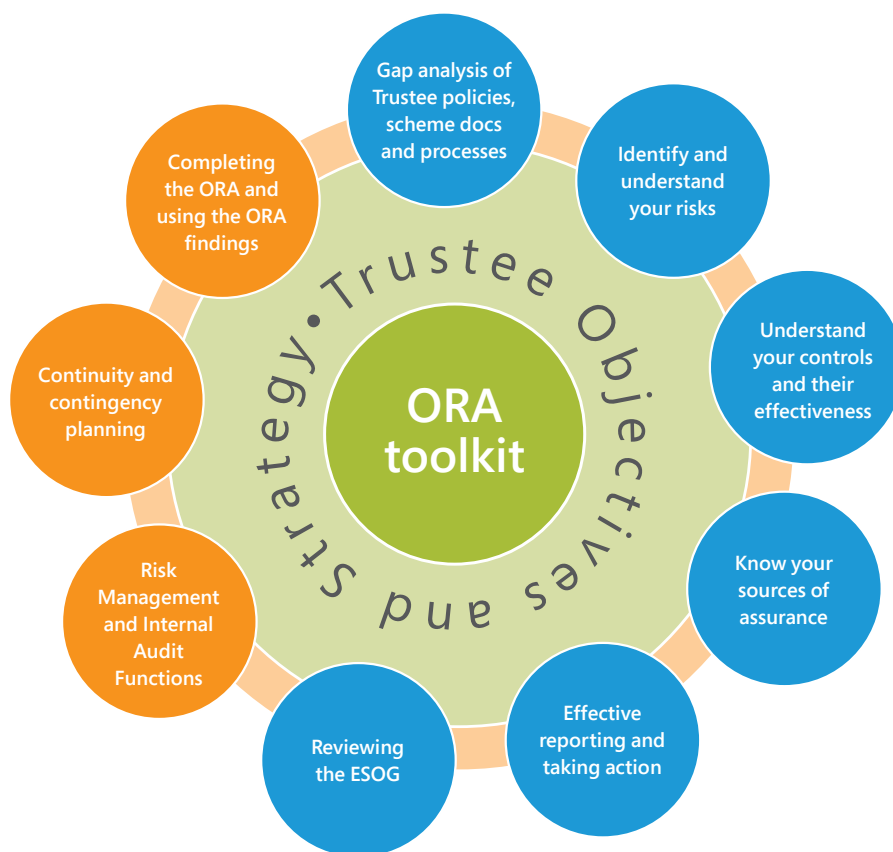 Gap analysis of
Trustee policies,
scheme docs
and processes
Identify and
understand
your risks
Understand
your controls
and their
effectiveness
Know your
sources of
assurance
Effective
reporting and
taking action
Reviewing
the ESOG
Risk
Management
and Internal
Audit
Functions
Continuity and
contingency
planning
Completing
the ORA and
using the ORA
findings
Trustee Objectives and Strategy•
ORA
toolkit